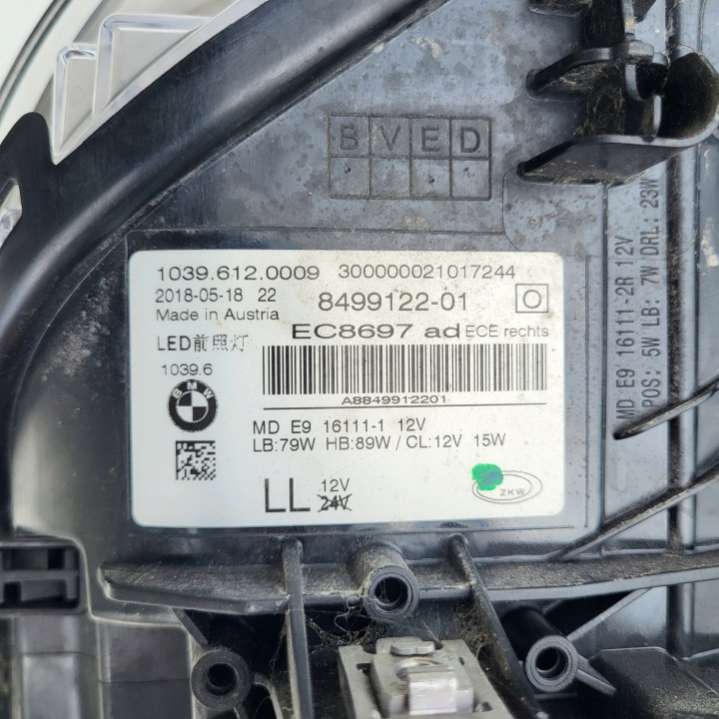 BVED
1039.612.0009 300000021017244
2018-05-18 22 8499122-01 O
Made in Austria EC8697 ad ECE rechts
LED前照灯
1039.6
BMW
A8849912201
MD E9 16111-1 12V
LB:79W HB:89W / CL:12V 15W
LL 12V
24V
ZKW
MD E9 16111-2R 12V
POS: 5W LB: 7W DRL: 23W